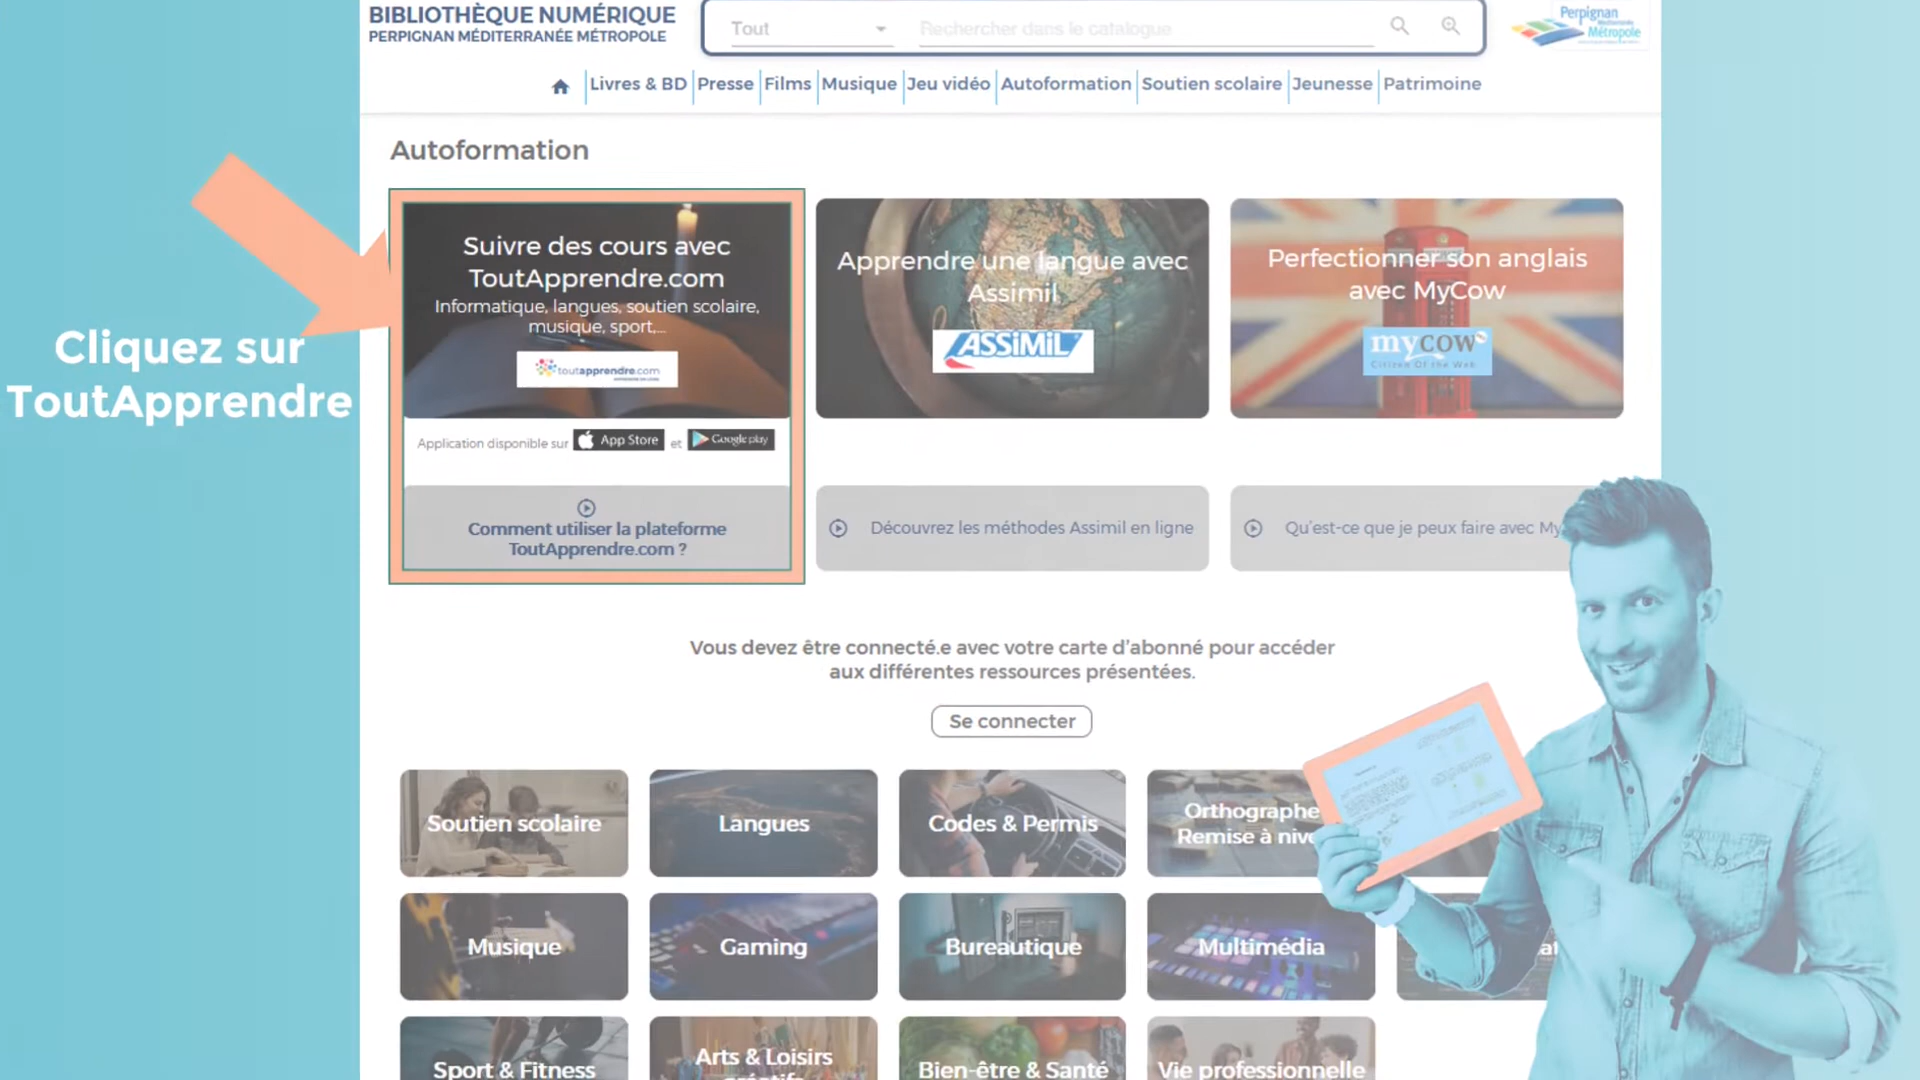 BIBLIOTHÈQUE NUMÉRIQUE
PERPIGNAN MÉDITERRANÉE MÉTROPOLE
Tout
Rechercher dans le catalogue
Perpignan
Méditerranée
Métropole
Livres & BD
Presse
Films
Musique
Jeu vidéo
Autoformation
Soutien scolaire
Jeunesse
Patrimoine
Autoformation
Cliquez sur
ToutApprendre
Suivre des cours avec
ToutApprendre.com
Informatique, langues, soutien scolaire,
musique, sport,...
toutapprendre.com
Application disponible sur App Store et Google play
Comment utiliser la plateforme
ToutApprendre.com ?
Apprendre une langue avec
Assimil
ASSiMiL
Découvrez les méthodes Assimil en ligne
Perfectionner son anglais
avec MyCow
mycow
Citizen Of the Web
Qu'est-ce que je peux faire avec My
Vous devez être connecté.e avec votre carte d'abonné pour accéder
aux différentes ressources présentées.
Se connecter
Soutien scolaire
Langues
Codes & Permis
Orthographe
Remise à nive
Musique
Gaming
Bureautique
Multimédia
Sport & Fitness
Arts & Loisirs
créatifs
Bien-être & Santé
Vie professionnelle